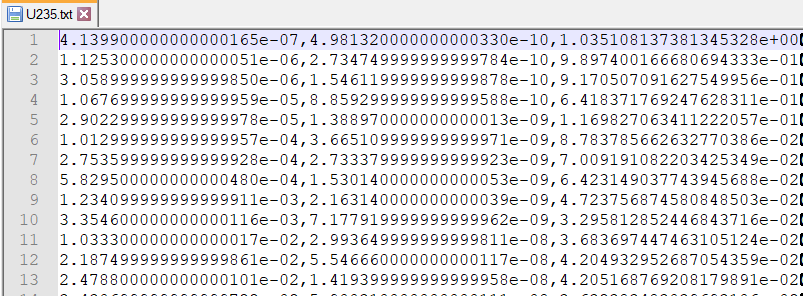 U235.txt
1 4.139900000000000165e-07,4.981320000000000330e-10,1.035108137381345328e+00
2 1.125300000000000051e-06,2.734749999999999784e-10,9.897400166680694333e-01
3 3.058999999999999850e-06,1.546119999999999878e-10,9.170507091627549956e-01
4 1.067699999999999959e-05,8.859299999999999588e-10,6.418371769247628311e-01
5 2.902299999999999978e-05,1.388970000000000013e-09,1.169827063411222057e-01
6 1.012999999999999957e-04,3.665109999999999971e-09,8.783785662632770386e-02
7 2.753599999999999928e-04,2.733379999999999923e-09,7.009191082203425349e-02
8 5.829500000000000480e-04,1.530140000000000053e-09,6.423149037743945688e-02
9 1.234099999999999911e-03,2.163140000000000039e-09,4.723756874580848503e-02
10 3.354600000000000116e-03,7.177919999999999962e-09,3.295812852446843716e-02
11 1.033300000000000017e-02,2.993649999999999811e-08,3.683697447463105124e-02
12 2.187499999999999861e-02,5.546660000000000117e-08,4.204932952687054359e-02
13 2.478800000000000101e-02,1.419399999999999958e-08,4.205168769208179891e-02